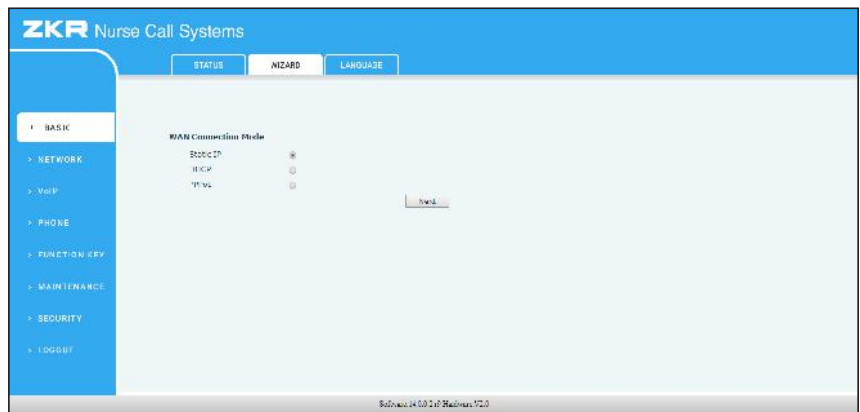 ZKR Nurse Call Systems
STATUS WIZARD LANGUAGE
BASIC
WAN Connection Mode
Static IP
> NETWORK
DHCP
> VoIP
Next
> PHONE
> FUNCTION KEY
> MAINTENANCE
> SECURITY
> LOGOUT